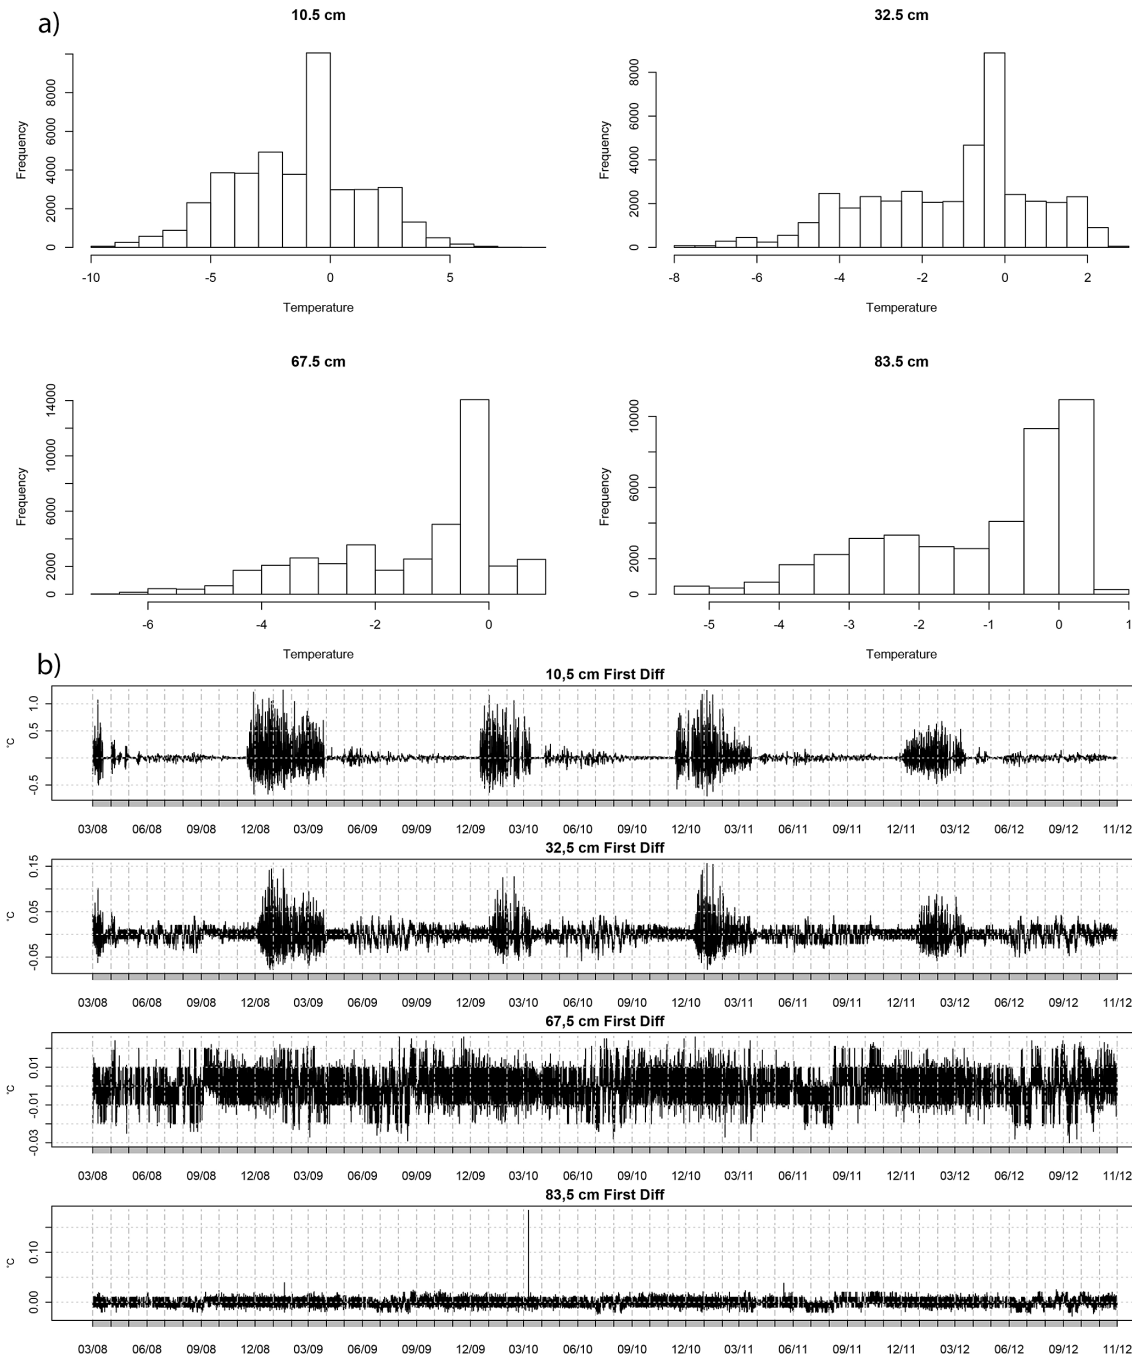 a)
10.5 cm
Frequency
0 2000 4000 6000 8000
-10 -5 0 5
Temperature
32.5 cm
Frequency
0 2000 4000 6000 8000
-8 -6 -4 -2 0 2
Temperature
67.5 cm
Frequency
0 2000 6000 10000 14000
-6 -4 -2 0
Temperature
83.5 cm
Frequency
0 2000 6000 10000
-5 -4 -3 -2 -1 0 1
Temperature
b)
10,5 cm First Diff
°C
-0.5 0.5 1.0
03/08 06/08 09/08 12/08 03/09 06/09 09/09 12/09 03/10 06/10 09/10 12/10 03/11 06/11 09/11 12/11 03/12 06/12 09/12 11/12
32,5 cm First Diff
°C
-0.05 0.05 0.15
03/08 06/08 09/08 12/08 03/09 06/09 09/09 12/09 03/10 06/10 09/10 12/10 03/11 06/11 09/11 12/11 03/12 06/12 09/12 11/12
67,5 cm First Diff
°C
-0.03 -0.01 0.01
03/08 06/08 09/08 12/08 03/09 06/09 09/09 12/09 03/10 06/10 09/10 12/10 03/11 06/11 09/11 12/11 03/12 06/12 09/12 11/12
83,5 cm First Diff
°C
0.00 0.10
03/08 06/08 09/08 12/08 03/09 06/09 09/09 12/09 03/10 06/10 09/10 12/10 03/11 06/11 09/11 12/11 03/12 06/12 09/12 11/12